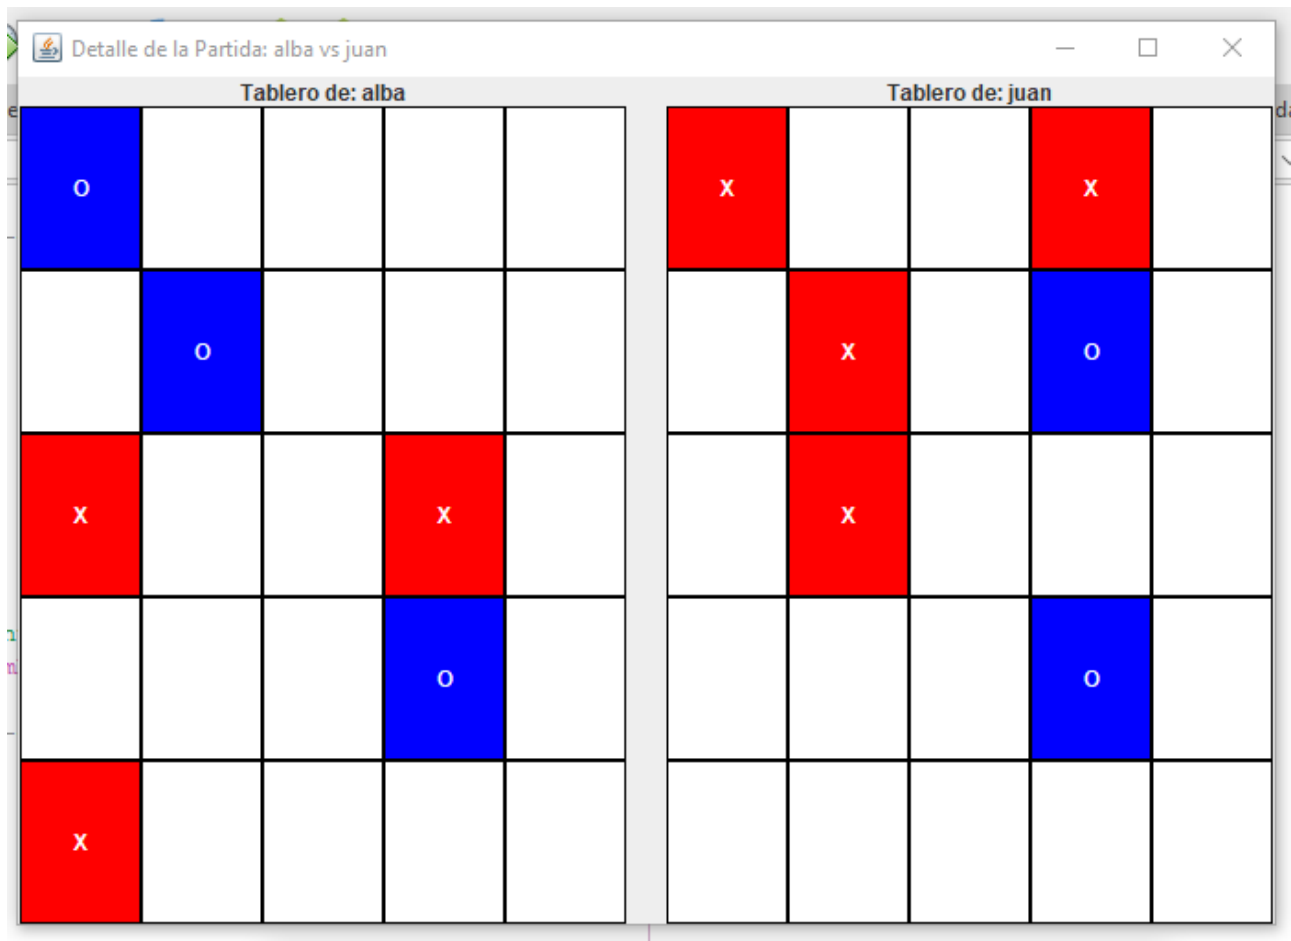 Detalle de la Partida: alba vs juan
Tablero de: alba Tablero de: juan
O X X
O X O
X X X
O O
X